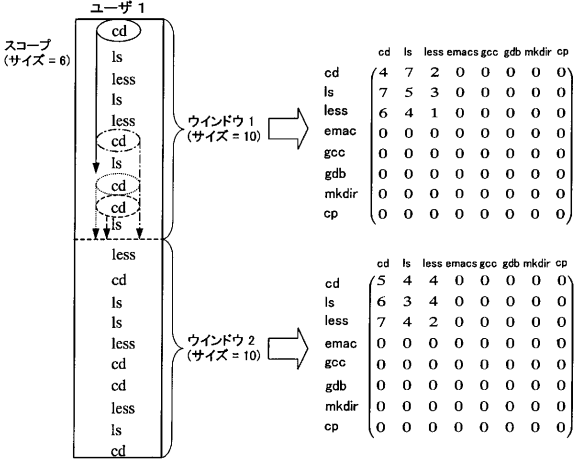 ユーザ 1
スコープ
(サイズ = 6)
cd
ls
less
ls
less
cd
ls
cd
cd
ls
less
cd
ls
ls
less
cd
cd
less
ls
cd
ウインドウ 1
(サイズ = 10)
ウインドウ 2
(サイズ = 10)
cd ls less emacs gcc gdb mkdir cp
cd 4 7 2 0 0 0 0 0
ls 7 5 3 0 0 0 0 0
less 6 4 1 0 0 0 0 0
emac 0 0 0 0 0 0 0 0
gcc 0 0 0 0 0 0 0 0
gdb 0 0 0 0 0 0 0 0
mkdir 0 0 0 0 0 0 0 0
cp 0 0 0 0 0 0 0 0
cd ls less emacs gcc gdb mkdir cp
cd 5 4 4 0 0 0 0 0
ls 6 3 4 0 0 0 0 0
less 7 4 2 0 0 0 0 0
emac 0 0 0 0 0 0 0 0
gcc 0 0 0 0 0 0 0 0
gdb 0 0 0 0 0 0 0 0
mkdir 0 0 0 0 0 0 0 0
cp 0 0 0 0 0 0 0 0